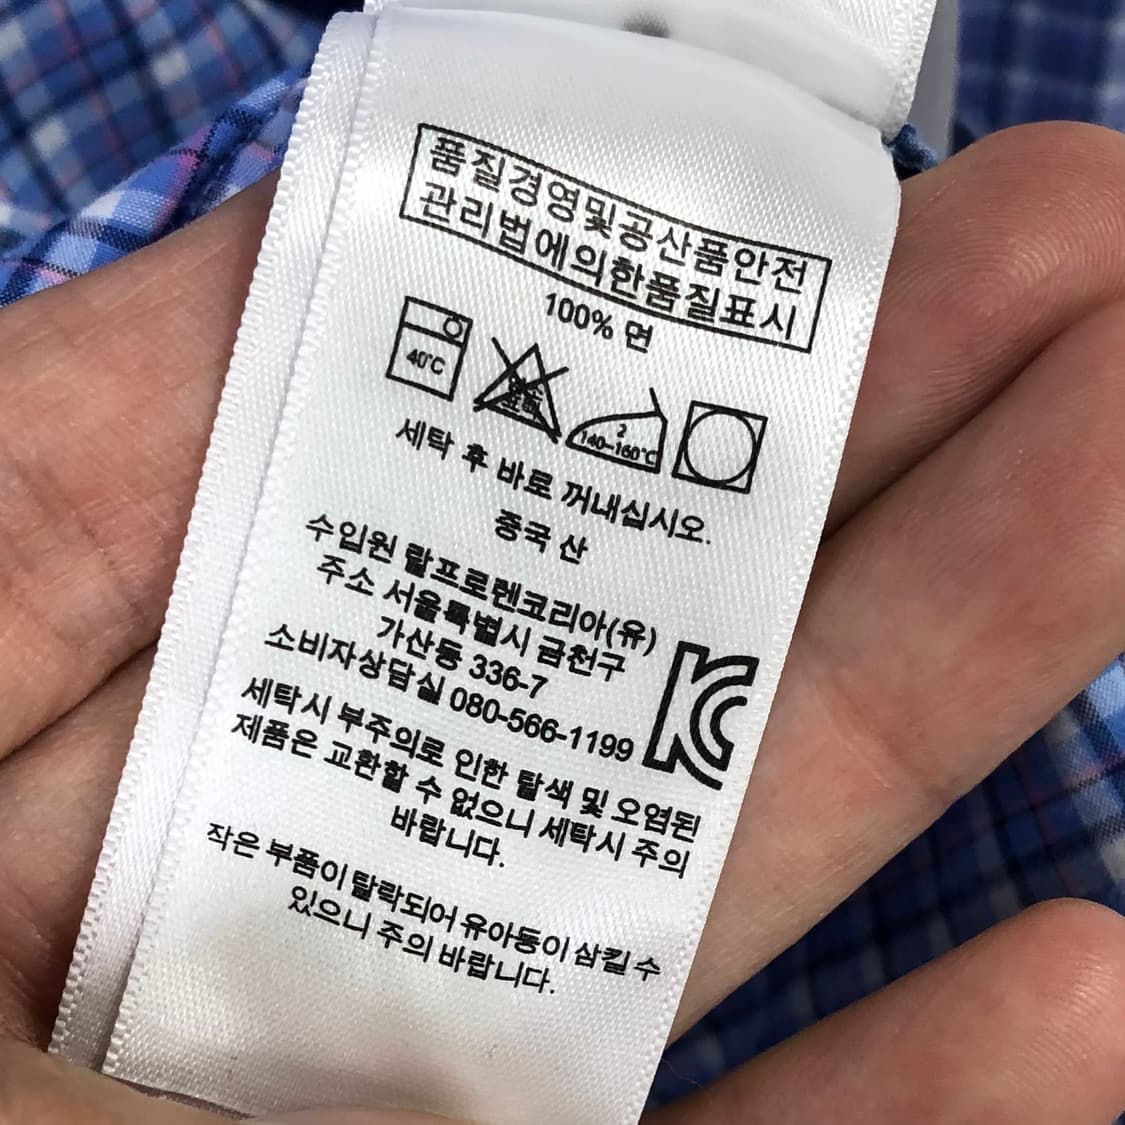 품질경영및공산품안전
관리법에의한품질표시
100% 면
40℃
염소
표백
2
140~160℃
세탁 후 바로 꺼내십시오.
중국 산
수입원 랄프로렌코리아(유)
주소 서울특별시 금천구
가산동 336-7
소비자상담실 080-566-1199
KC
세탁시 부주의로 인한 탈색 및 오염된
제품은 교환할 수 없으니 세탁시 주의
바랍니다.
작은 부품이 탈락되어 유아동이 삼킬 수
있으니 주의 바랍니다.